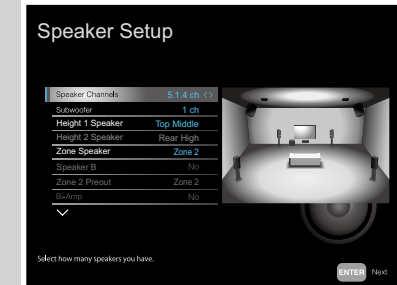 Speaker Setup
Speaker Channels 5.1.4 ch <>
Subwoofer 1 ch
Height 1 Speaker Top Middle
Height 2 Speaker Rear High
Zone Speaker Zone 2
Speaker B No
Zone 2 Preout Zone 2
Bi-Amp No
Select how many speakers you have.
ENTER Next